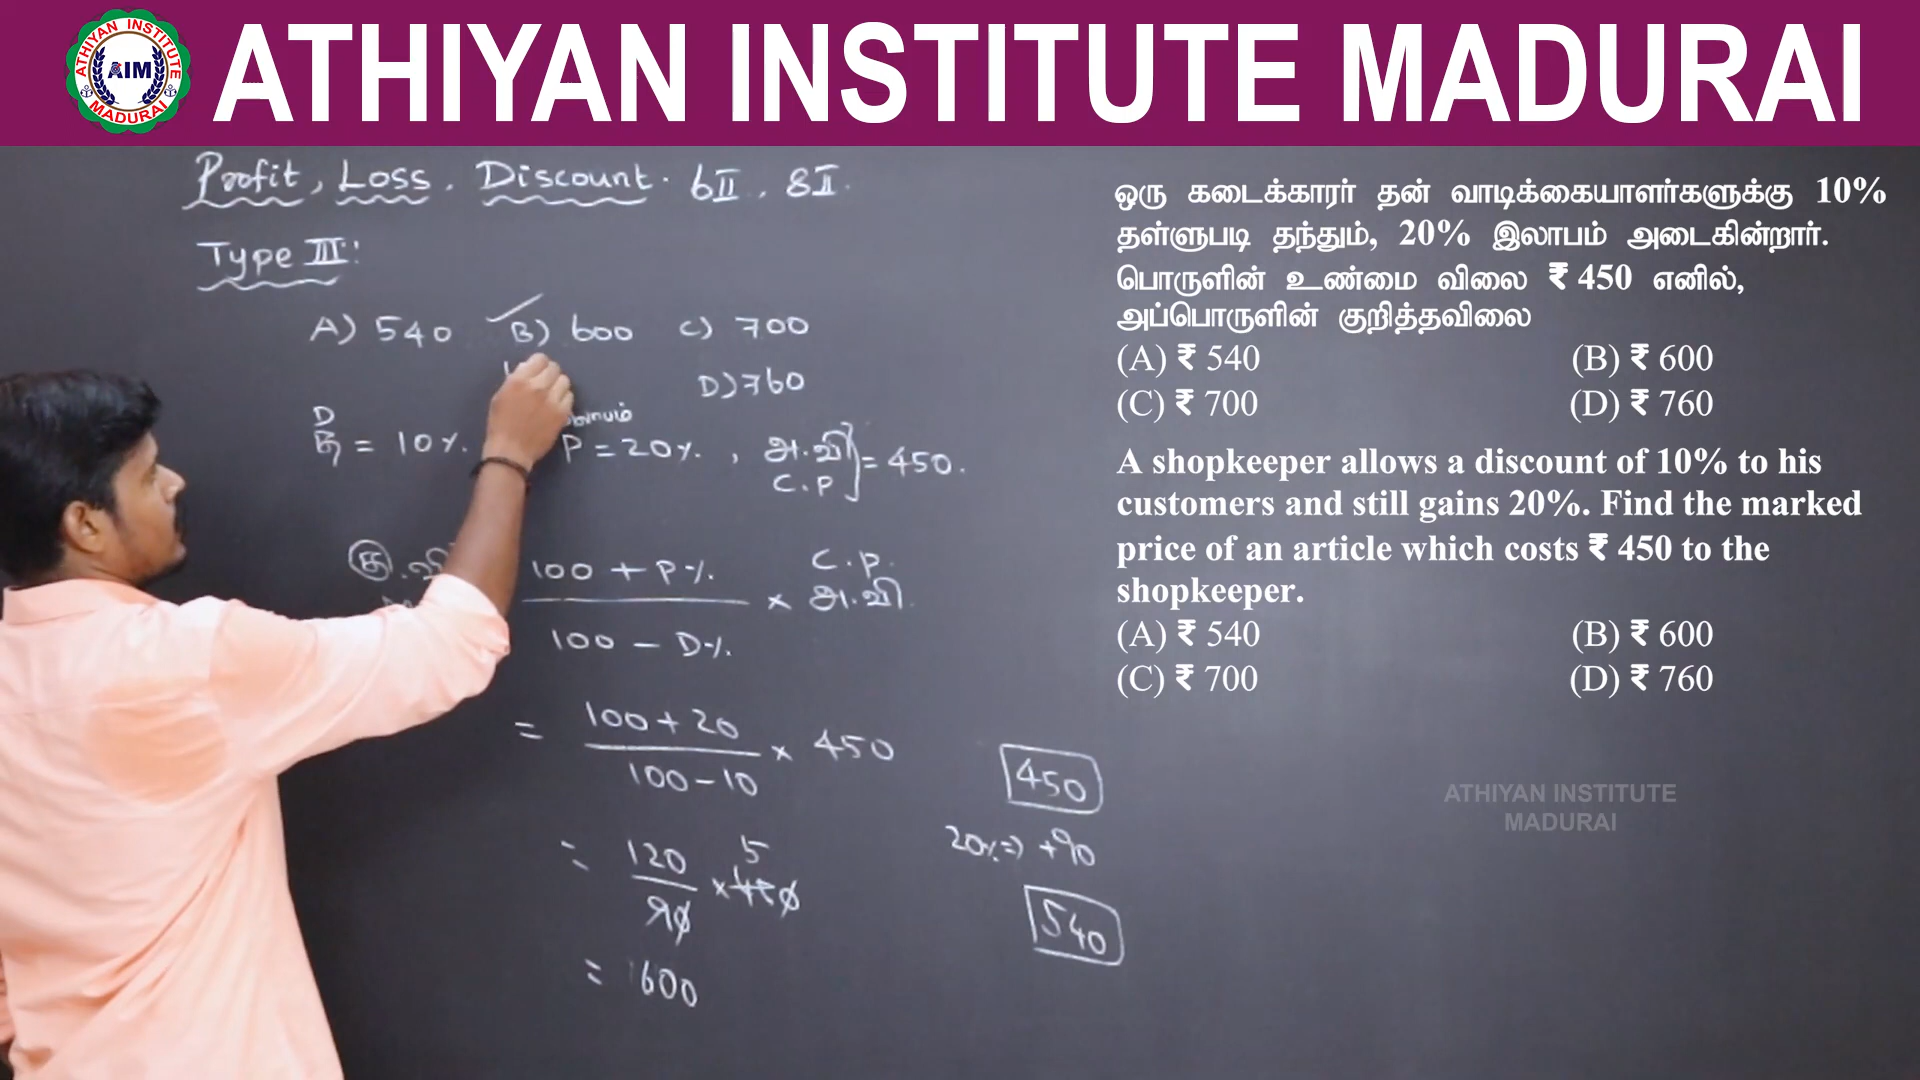 ATHIYAN INSTITUTE
AIM
MADURAI
ATHIYAN INSTITUTE MADURAI
Profit, Loss, Discount. 6II, 8I.
Type III:
A) 540 B) 600 C) 700
D) 760
D
த = 10%.
P = 20%, அ.வி
C.P = 450.
த.வி
100 + P% C.P.
100 - D% × அ.வி.
= 100 + 20
100 - 10 × 450
= 120 5
90 × 450
= 600
450
20% => +90
540
ஒரு கடைக்காரர் தன் வாடிக்கையாளர்களுக்கு 10%
தள்ளுபடி தந்தும், 20% இலாபம் அடைகின்றார்.
பொருளின் உண்மை விலை ₹ 450 எனில்,
அப்பொருளின் குறித்தவிலை
(A) ₹ 540 (B) ₹ 600
(C) ₹ 700 (D) ₹ 760
A shopkeeper allows a discount of 10% to his
customers and still gains 20%. Find the marked
price of an article which costs ₹ 450 to the
shopkeeper.
(A) ₹ 540 (B) ₹ 600
(C) ₹ 700 (D) ₹ 760
ATHIYAN INSTITUTE
MADURAI